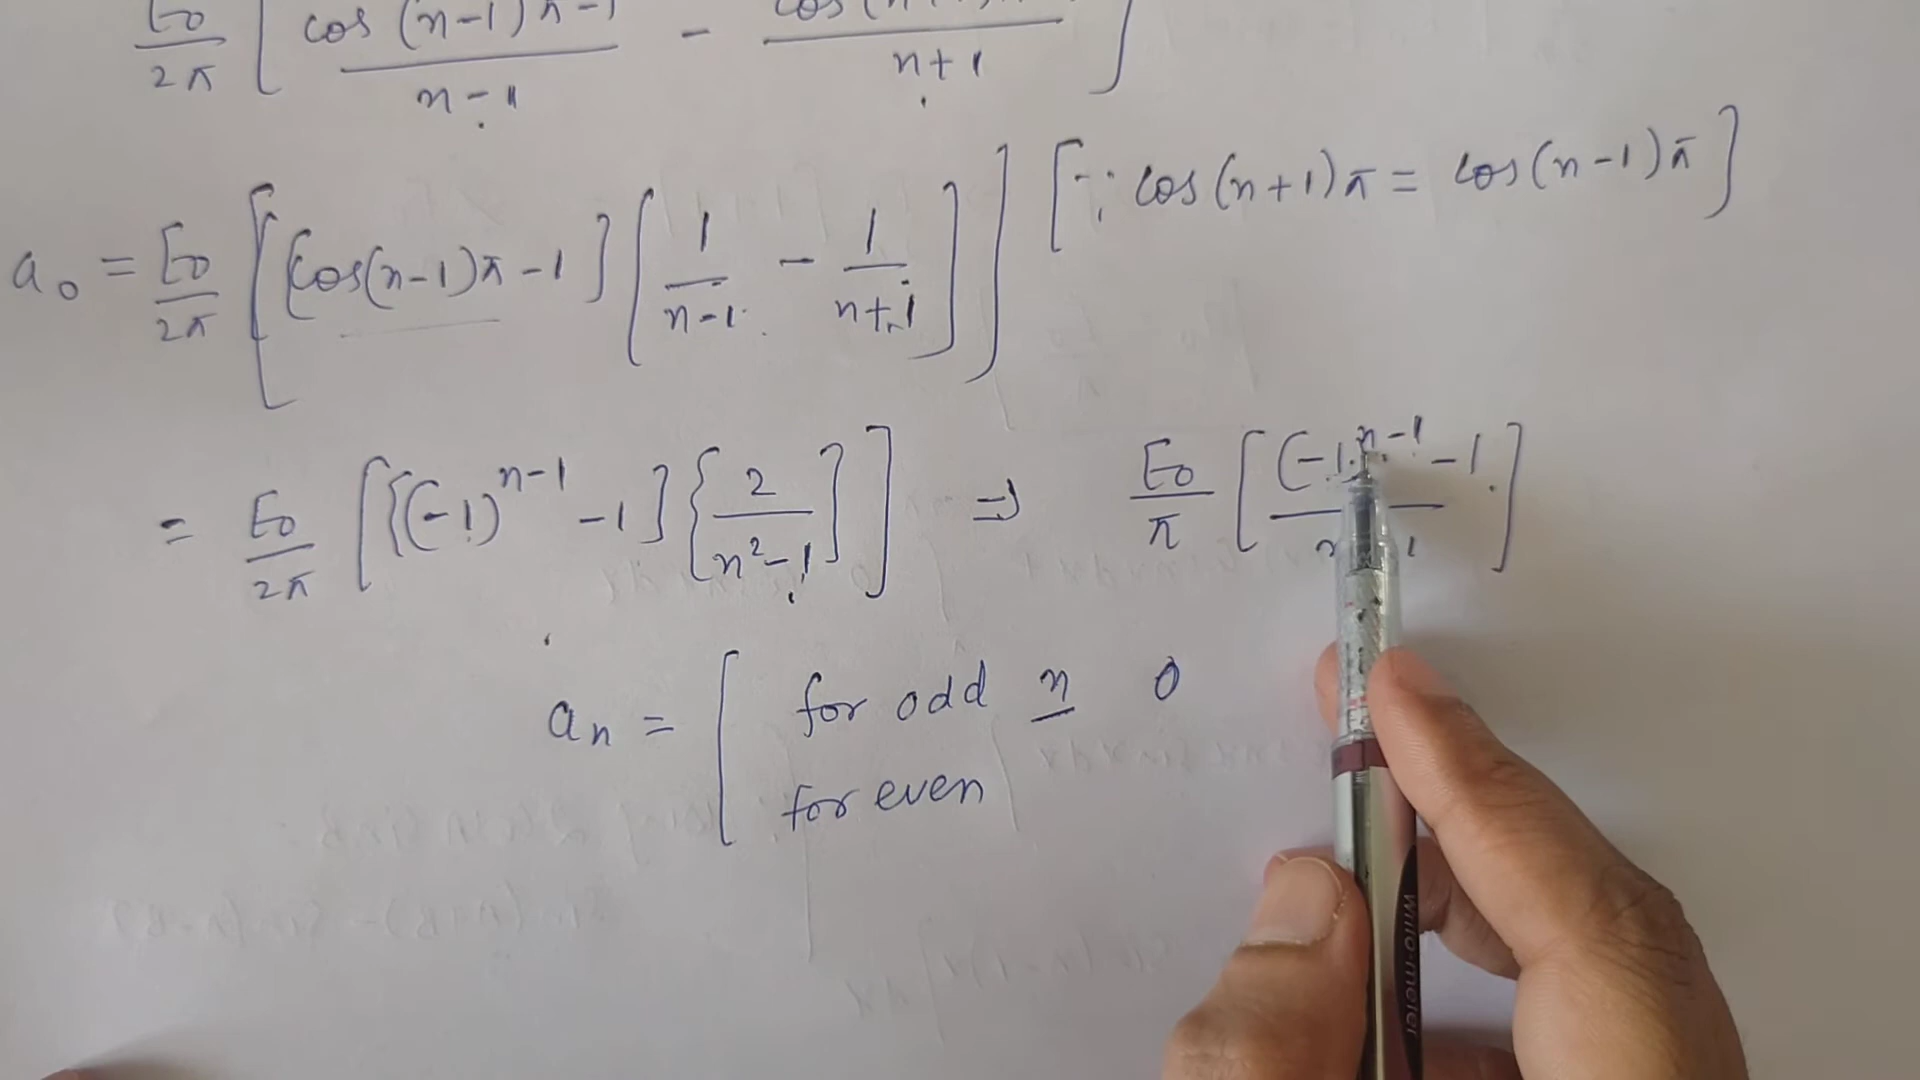 E₀/2π [ cos (n-1)π-1 / n-1 - cos / n+1 ]
a₀ = E₀/2π [ {cos(n-1)π-1} [ 1/n-1 - 1/n+1 ] ] [∵ cos(n+1)π = cos(n-1)π]
= E₀/2π [ {(-1)ⁿ⁻¹ -1} { 2/n²-1 } ] ⇒ E₀/π [ (-1)ⁿ⁻¹ -1 / n 1 ]
aₙ = [ for odd n 0
for even
Willo-meter